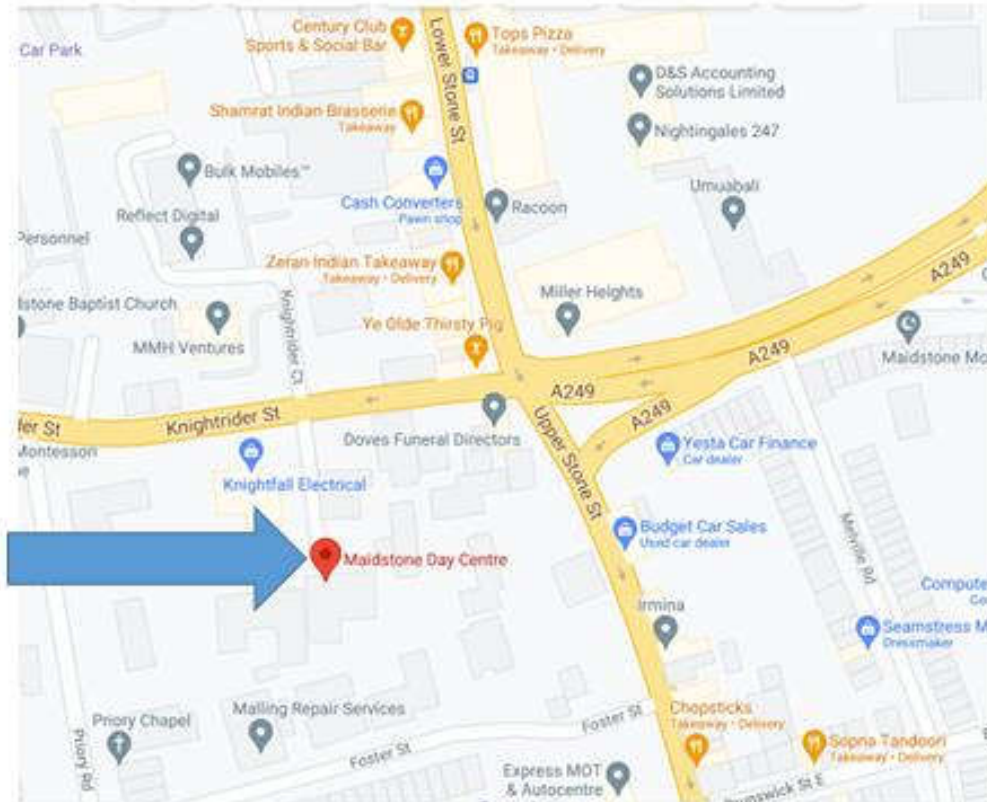 Century Club
Sports & Social Bar
Tops Pizza
Takeaway • Delivery
Car Park
Lower Stone St
D&S Accounting
Solutions Limited
Shamrat Indian Brasserie
Takeaway
Nightingales 247
Bulk Mobiles™
Umuabali
Cash Converters
Pawn shop
Racoon
Reflect Digital
Personnel
Zeran Indian Takeaway
Takeaway • Delivery
A249
Miller Heights
Knightrider Ct
stone Baptist Church
MMH Ventures
Ye Olde Thirsty Pig
A249
Maidstone Mo
A249
A249
Knightrider St
er St
Doves Funeral Directors
Upper Stone St
Montessori
Yesta Car Finance
Car dealer
Knightfall Electrical
Budget Car Sales
Used car dealer
Melville Rd
Maidstone Day Centre
Irmina
Compute
Seamstress M
Dressmaker
Priory Chapel
Malling Repair Services
Foster St
Chopsticks
Takeaway • Delivery
Priory Rd
Foster St
Sopna Tandoori
Takeaway • Delivery
Express MOT
& Autocentre
unswick St E